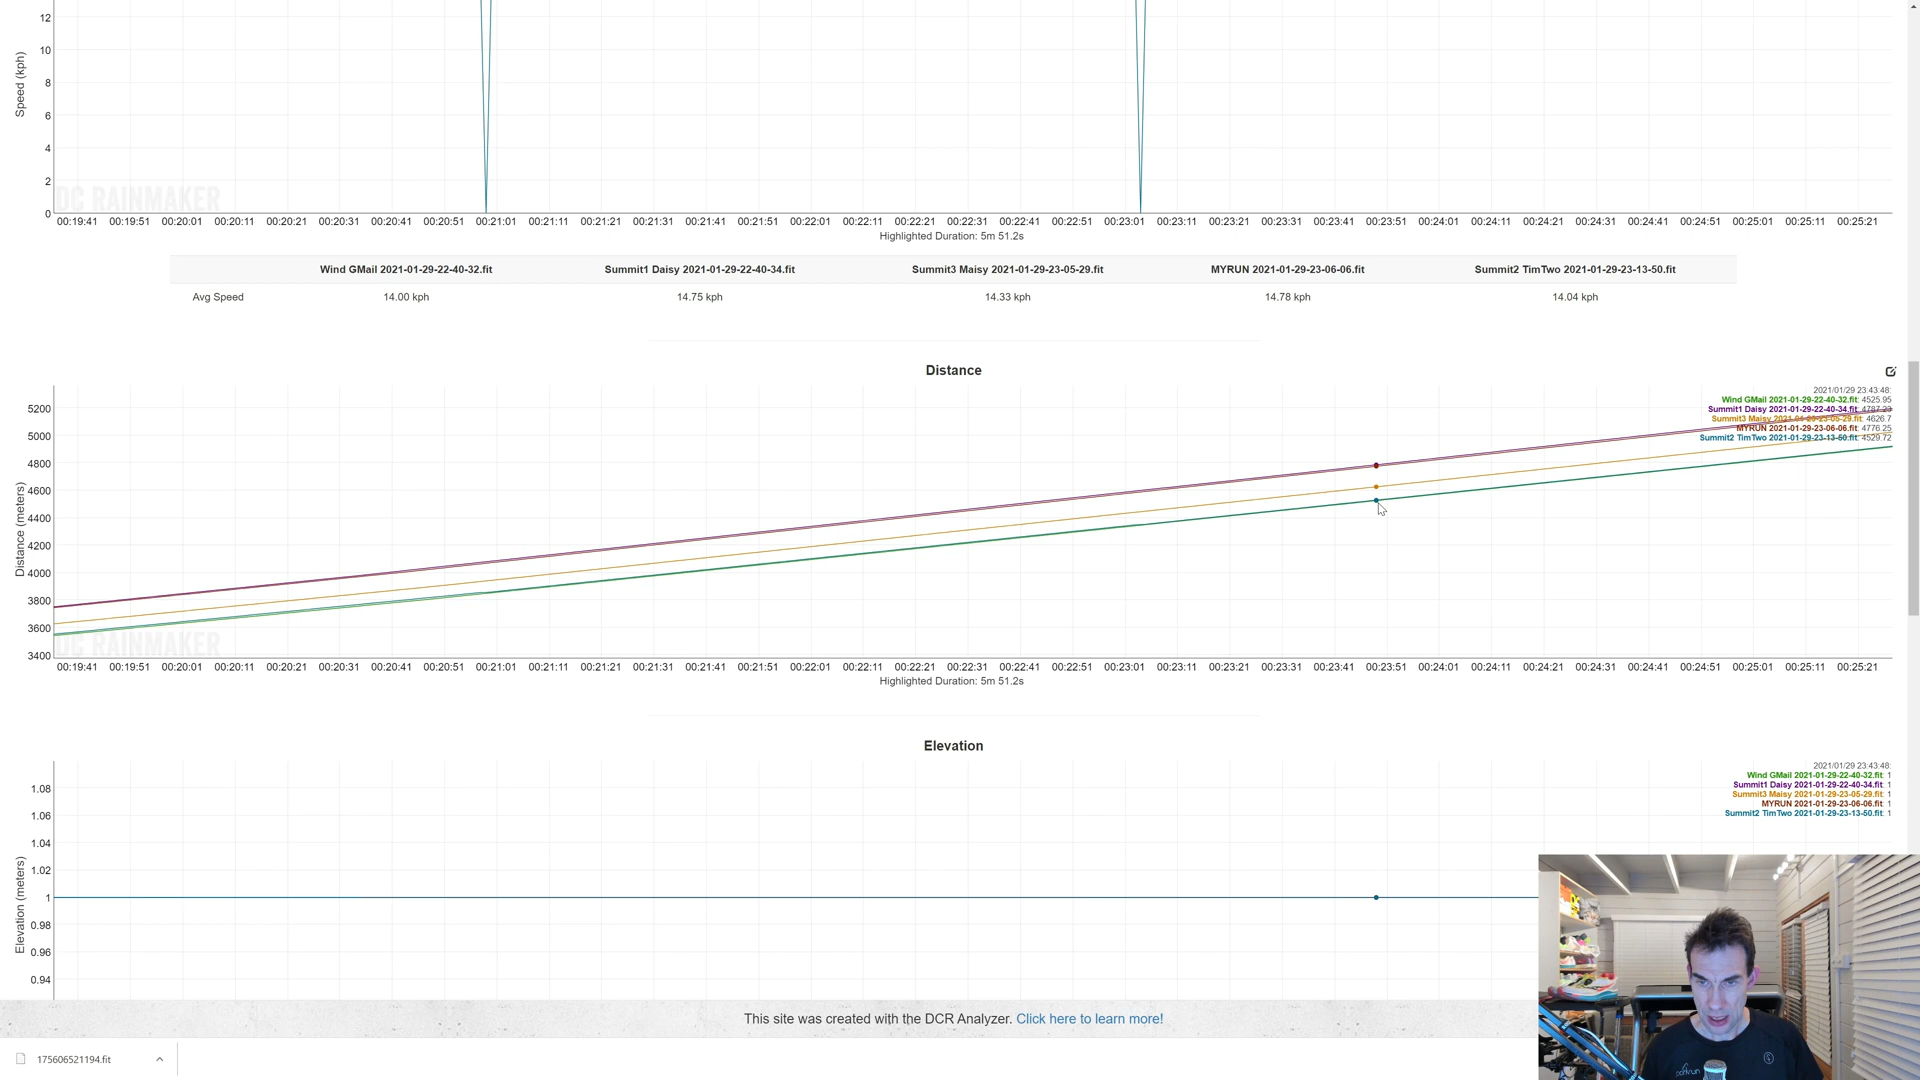 12
10
8
6
4
2
0
Speed (kph)
DC RAINMAKER
00:19:41 00:19:51 00:20:01 00:20:11 00:20:21 00:20:31 00:20:41 00:20:51 00:21:01 00:21:11 00:21:21 00:21:31 00:21:41 00:21:51 00:22:01 00:22:11 00:22:21 00:22:31 00:22:41 00:22:51 00:23:01 00:23:11 00:23:21 00:23:31 00:23:41 00:23:51 00:24:01 00:24:11 00:24:21 00:24:31 00:24:41 00:24:51 00:25:01 00:25:11 00:25:21
Highlighted Duration: 5m 51.2s
Wind GMail 2021-01-29-22-40-32.fit Summit1 Daisy 2021-01-29-22-40-34.fit Summit3 Maisy 2021-01-29-23-05-29.fit MYRUN 2021-01-29-23-06-06.fit Summit2 TimTwo 2021-01-29-23-13-50.fit
Avg Speed 14.00 kph 14.75 kph 14.33 kph 14.78 kph 14.04 kph
Distance
2021/01/29 23:43:48:
Wind GMail 2021-01-29-22-40-32.fit: 4525.95
Summit1 Daisy 2021-01-29-22-40-34.fit: 4787.23
Summit3 Maisy 2021-01-29-23-05-29.fit: 4626.7
MYRUN 2021-01-29-23-06-06.fit: 4776.25
Summit2 TimTwo 2021-01-29-23-13-50.fit: 4529.72
5200
5000
4800
4600
4400
4200
4000
3800
3600
3400
Distance (meters)
DC RAINMAKER
00:19:41 00:19:51 00:20:01 00:20:11 00:20:21 00:20:31 00:20:41 00:20:51 00:21:01 00:21:11 00:21:21 00:21:31 00:21:41 00:21:51 00:22:01 00:22:11 00:22:21 00:22:31 00:22:41 00:22:51 00:23:01 00:23:11 00:23:21 00:23:31 00:23:41 00:23:51 00:24:01 00:24:11 00:24:21 00:24:31 00:24:41 00:24:51 00:25:01 00:25:11 00:25:21
Highlighted Duration: 5m 51.2s
Elevation
2021/01/29 23:43:48:
Wind GMail 2021-01-29-22-40-32.fit: 1
Summit1 Daisy 2021-01-29-22-40-34.fit: 1
Summit3 Maisy 2021-01-29-23-05-29.fit: 1
MYRUN 2021-01-29-23-06-06.fit: 1
Summit2 TimTwo 2021-01-29-23-13-50.fit: 1
1.08
1.06
1.04
1.02
1
0.98
0.96
0.94
Elevation (meters)
This site was created with the DCR Analyzer. Click here to learn more!
175606521194.fit
parkrun